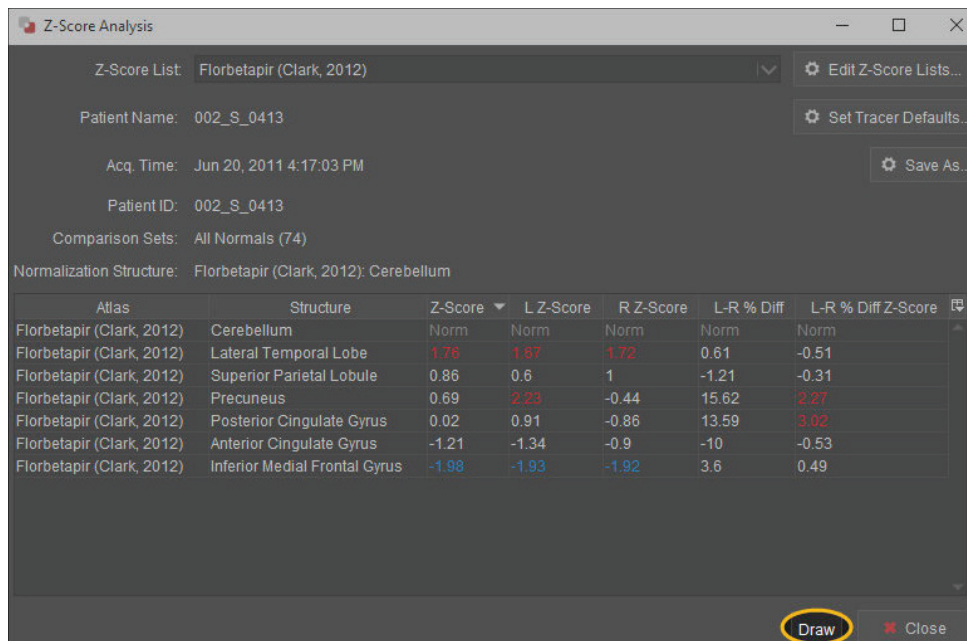 Z-Score Analysis
Z-Score List: Florbetapir (Clark, 2012) Edit Z-Score Lists...
Patient Name: 002_S_0413 Set Tracer Defaults..
Acq. Time: Jun 20, 2011 4:17:03 PM Save As..
Patient ID: 002_S_0413
Comparison Sets: All Normals (74)
Normalization Structure: Florbetapir (Clark, 2012): Cerebellum
Atlas Structure Z-Score L Z-Score R Z-Score L-R % Diff L-R % Diff Z-Score
Florbetapir (Clark, 2012) Cerebellum Norm Norm Norm Norm Norm
Florbetapir (Clark, 2012) Lateral Temporal Lobe 1.76 1.67 1.72 0.61 -0.51
Florbetapir (Clark, 2012) Superior Parietal Lobule 0.86 0.6 1 -1.21 -0.31
Florbetapir (Clark, 2012) Precuneus 0.69 2.23 -0.44 15.62 2.27
Florbetapir (Clark, 2012) Posterior Cingulate Gyrus 0.02 0.91 -0.86 13.59 3.02
Florbetapir (Clark, 2012) Anterior Cingulate Gyrus -1.21 -1.34 -0.9 -10 -0.53
Florbetapir (Clark, 2012) Inferior Medial Frontal Gyrus -1.98 -1.93 -1.92 3.6 0.49
Draw Close